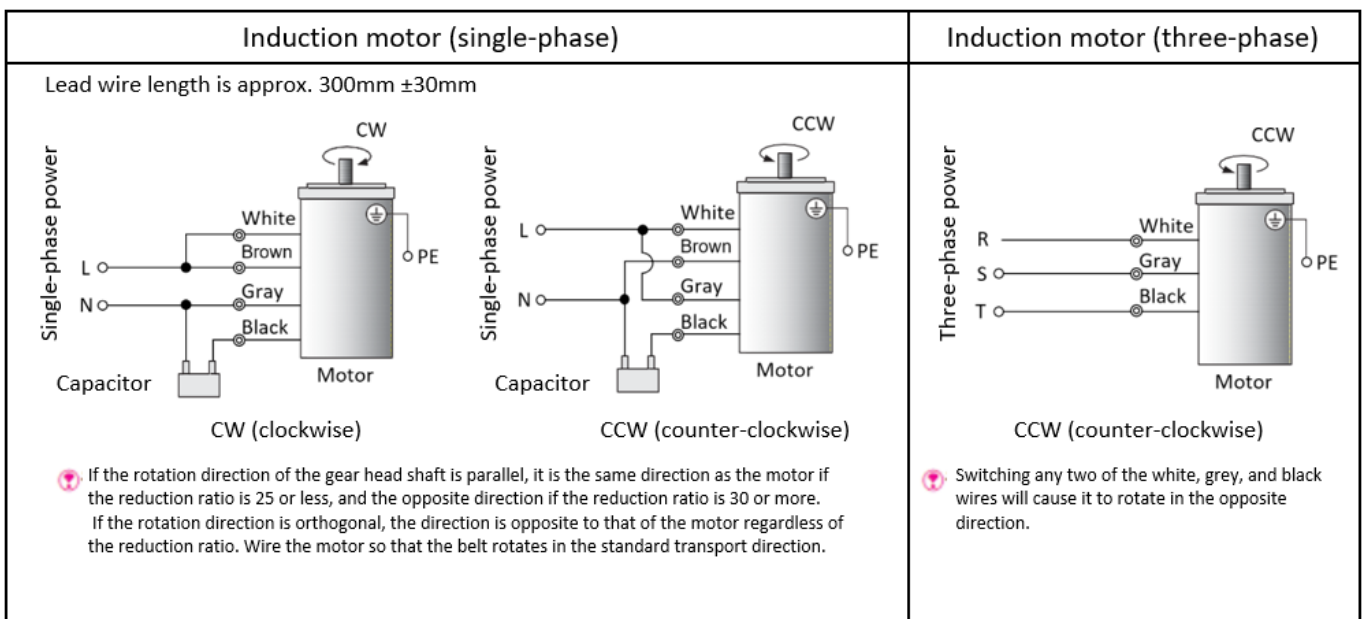 Induction motor (single-phase)
Induction motor (three-phase)
Lead wire length is approx. 300mm ±30mm
Single-phase power
CW
White
Brown
L
PE
N
Gray
Black
Capacitor
Motor
CW (clockwise)
Single-phase power
CCW
White
L
Brown
PE
Gray
N
Black
Capacitor
Motor
CCW (counter-clockwise)
If the rotation direction of the gear head shaft is parallel, it is the same direction as the motor if
the reduction ratio is 25 or less, and the opposite direction if the reduction ratio is 30 or more.
If the rotation direction is orthogonal, the direction is opposite to that of the motor regardless of
the reduction ratio. Wire the motor so that the belt rotates in the standard transport direction.
Three-phase power
CCW
White
R
Gray
PE
S
Black
T
Motor
CCW (counter-clockwise)
Switching any two of the white, grey, and black
wires will cause it to rotate in the opposite
direction.